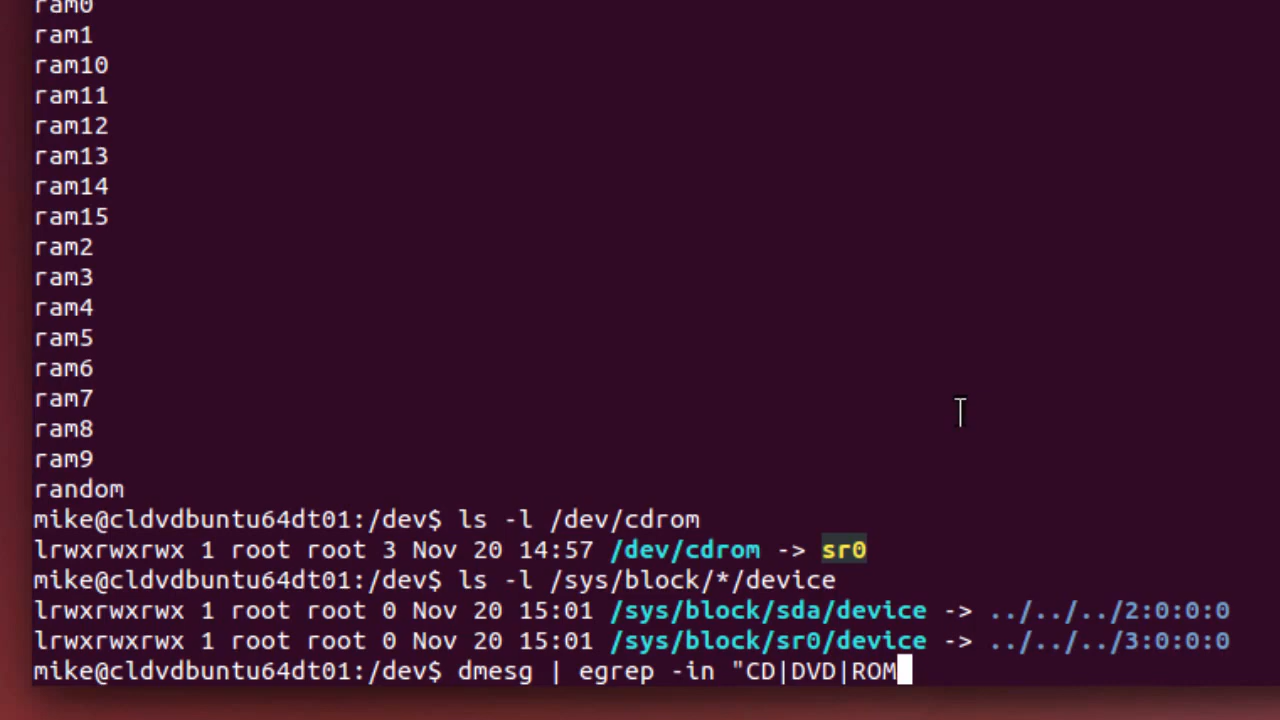 ram0
ram1
ram10
ram11
ram12
ram13
ram14
ram15
ram2
ram3
ram4
ram5
ram6
ram7
ram8
ram9
random
mike@cldvdbuntu64dt01:/dev$ ls -l /dev/cdrom
lrwxrwxrwx 1 root root 3 Nov 20 14:57 /dev/cdrom -> sr0
mike@cldvdbuntu64dt01:/dev$ ls -l /sys/block/*/device
lrwxrwxrwx 1 root root 0 Nov 20 15:01 /sys/block/sda/device -> ../../../2:0:0:0
lrwxrwxrwx 1 root root 0 Nov 20 15:01 /sys/block/sr0/device -> ../../../3:0:0:0
mike@cldvdbuntu64dt01:/dev$ dmesg | egrep -in "CD|DVD|ROM